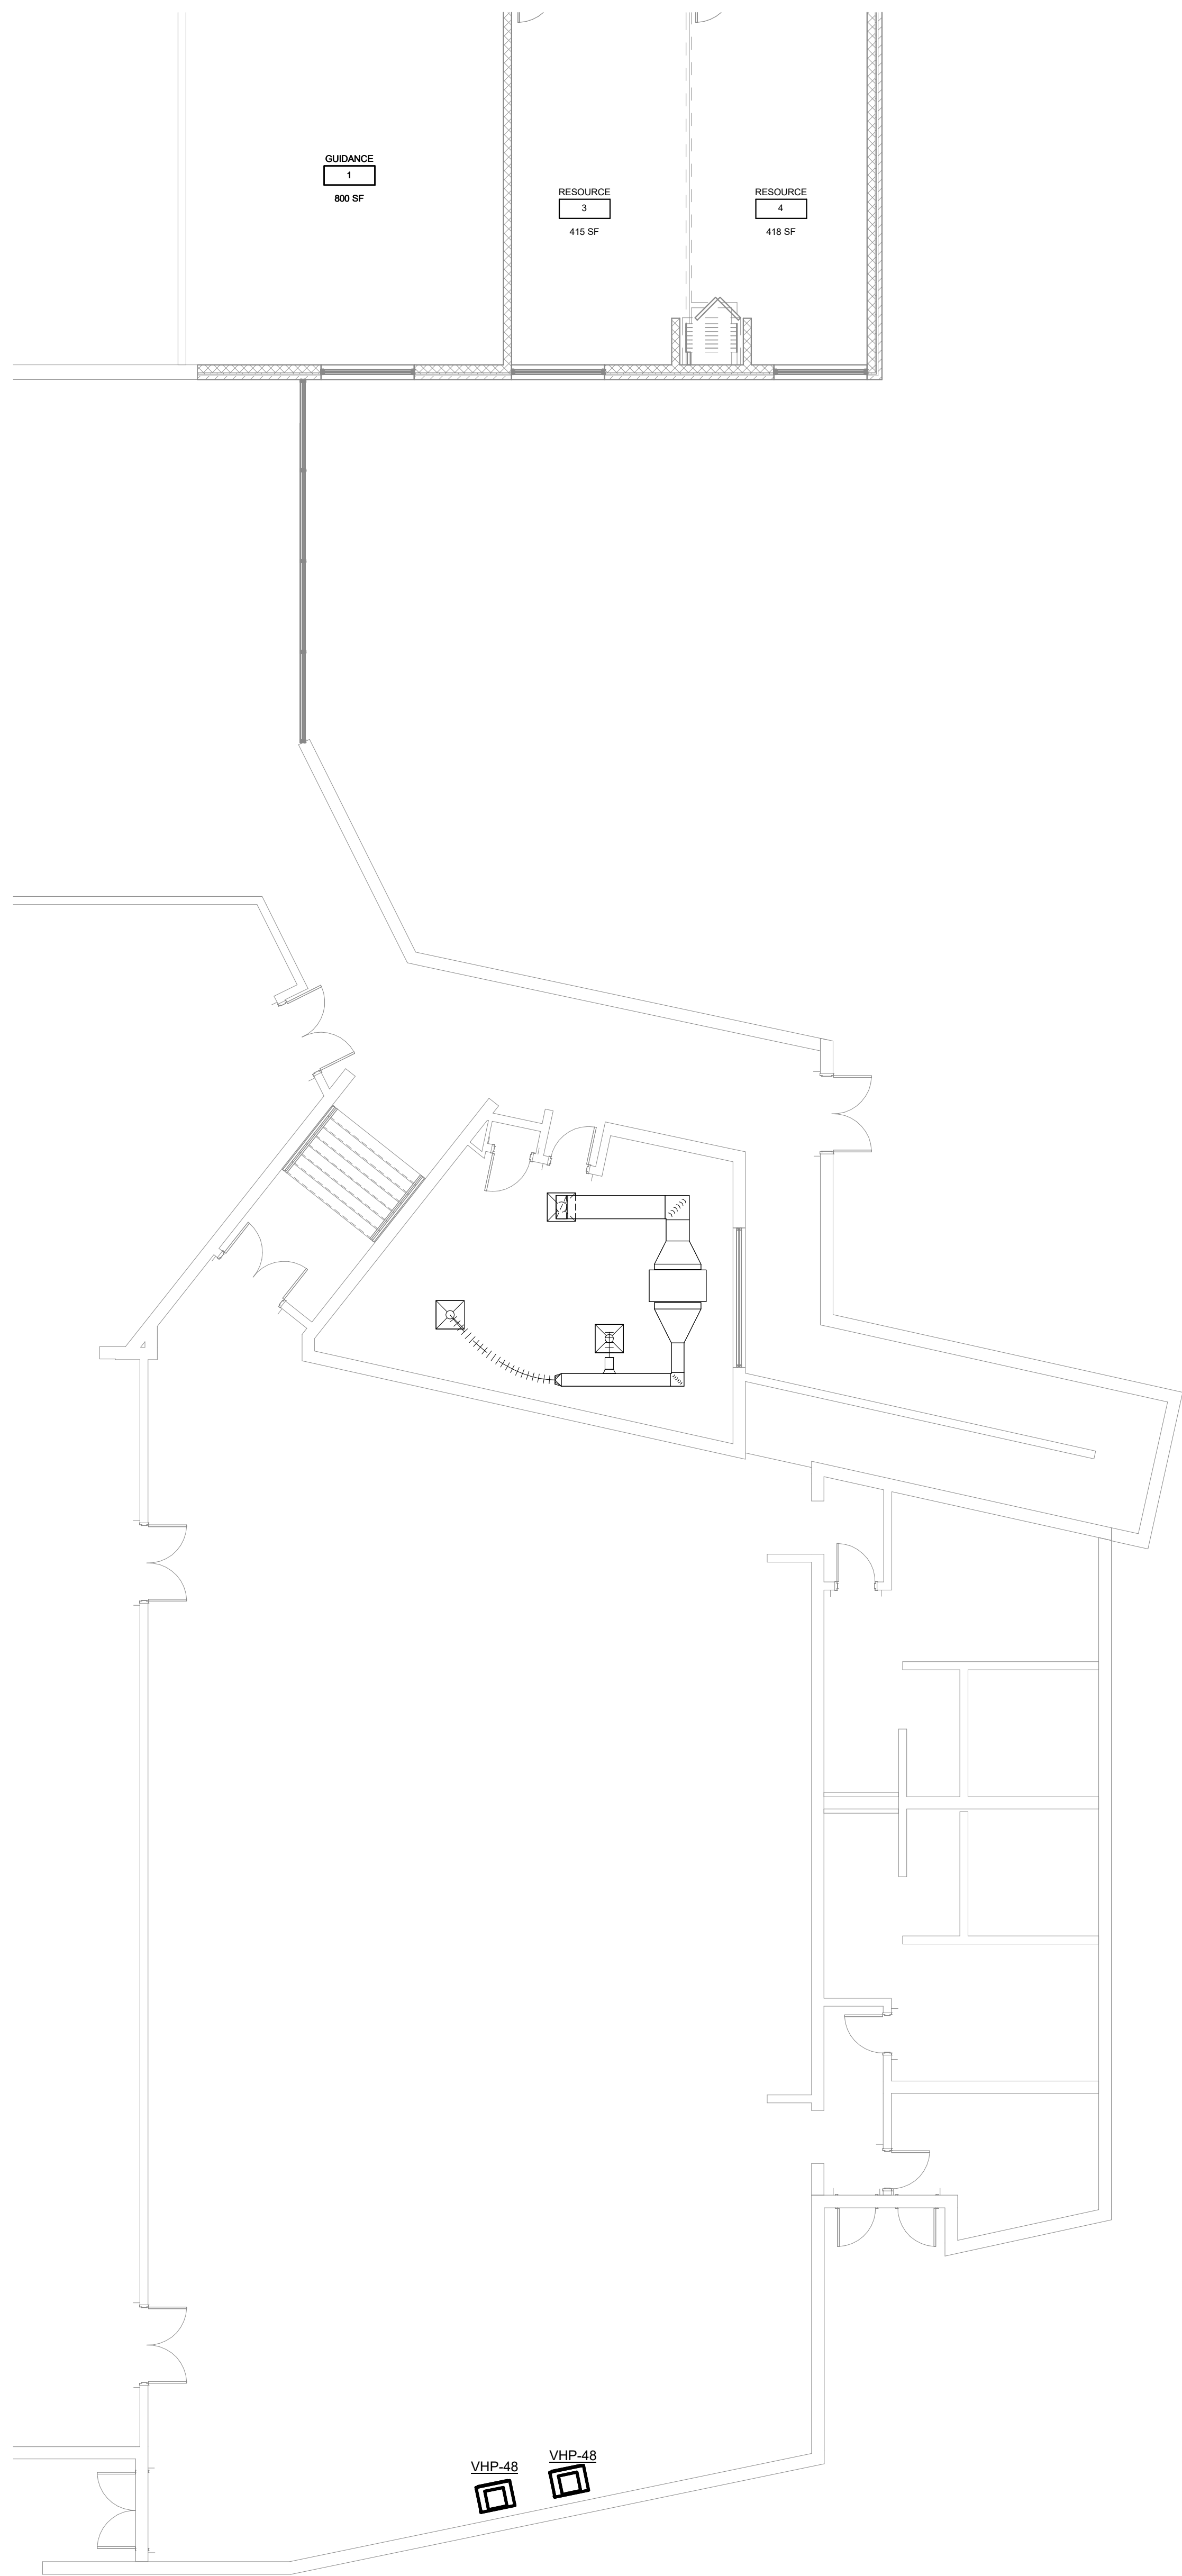 GUIDANCE
1
800 SF
RESOURCE
3
415 SF
RESOURCE
4
418 SF
VHP-48
VHP-48